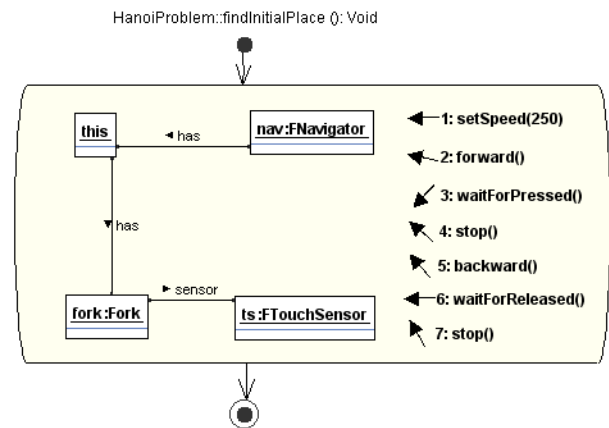 HanoiProblem::findInitialPlace (): Void
this
has
nav:FNavigator
1: setSpeed(250)
2: forward()
3: waitForPressed()
4: stop()
has
5: backward()
sensor
6: waitForReleased()
fork:Fork
ts:FTouchSensor
7: stop()